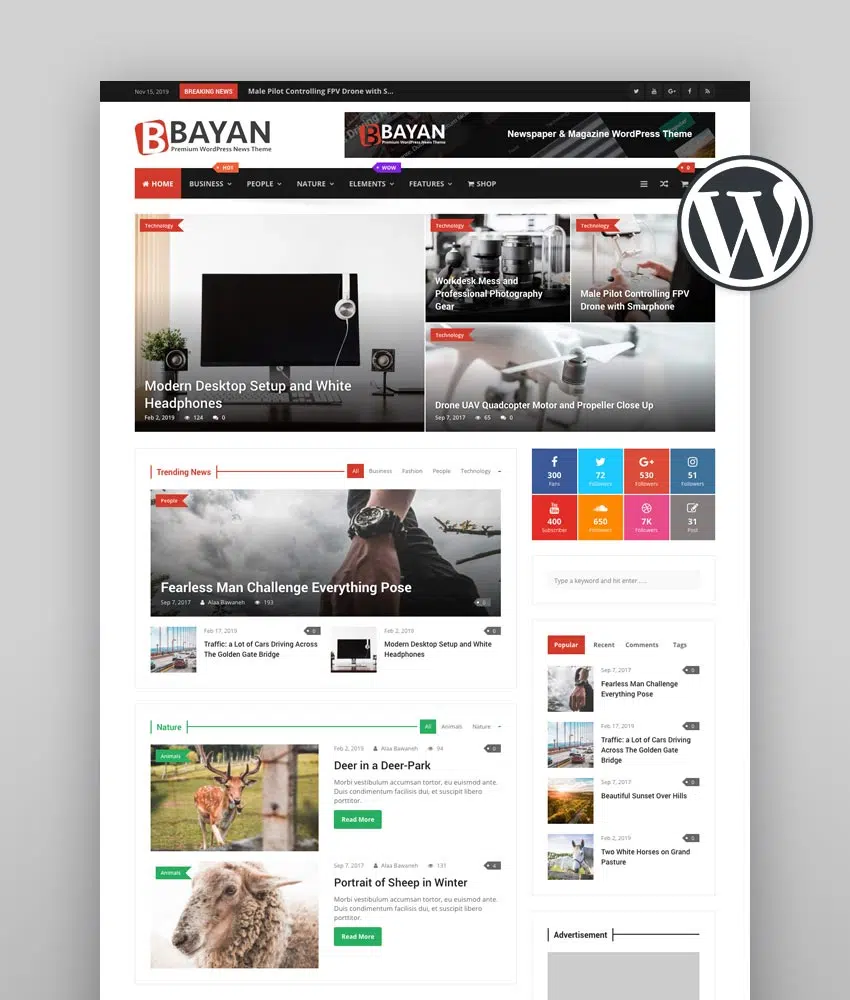 Nov 15, 2019
BREAKING NEWS
Male Pilot Controlling FPV Drone with S...
BAYAN
Premium WordPress News Theme
BAYAN
Premium WordPress News Theme
Newspaper & Magazine WordPress Theme
HOT
WOW
0
HOME
BUSINESS
PEOPLE
NATURE
ELEMENTS
FEATURES
SHOP
Technology
Modern Desktop Setup and White
Headphones
Feb 2, 2019 124 0
Technology
Workdesk Mess and
Professional Photography
Gear
Technology
Male Pilot Controlling FPV
Drone with Smarphone
Technology
Drone UAV Quadcopter Motor and Propeller Close Up
Sep 7, 2017 65 0
Trending News
All Business Fashion People Technology
People
Fearless Man Challenge Everything Pose
Sep 7, 2017 Alaa Bawaneh 193 0
Feb 17, 2019 0
Traffic: a Lot of Cars Driving Across
The Golden Gate Bridge
Feb 2, 2019 0
Modern Desktop Setup and White
Headphones
Nature
All Animals Nature
Animals
Feb 2, 2019 Alaa Bawaneh 94 0
Deer in a Deer-Park
Morbi vestibulum accumsan tortor, eu euismod ante.
Duis condimentum facilisis dui, et suscipit libero
porttitor.
Read More
Animals
Sep 7, 2017 Alaa Bawaneh 131 4
Portrait of Sheep in Winter
Morbi vestibulum accumsan tortor, eu euismod ante.
Duis condimentum facilisis dui, et suscipit libero
porttitor.
Read More
300
Fans
72
Followers
530
Followers
51
Followers
400
Subscriber
650
Followers
7K
Followers
31
Post
Type a keyword and hit enter......
Popular Recent Comments Tags
Sep 7, 2017 0
Fearless Man Challenge
Everything Pose
Feb 17, 2019 0
Traffic: a Lot of Cars Driving
Across The Golden Gate
Bridge
Sep 7, 2017 0
Beautiful Sunset Over Hills
Feb 2, 2019 0
Two White Horses on Grand
Pasture
Advertisement